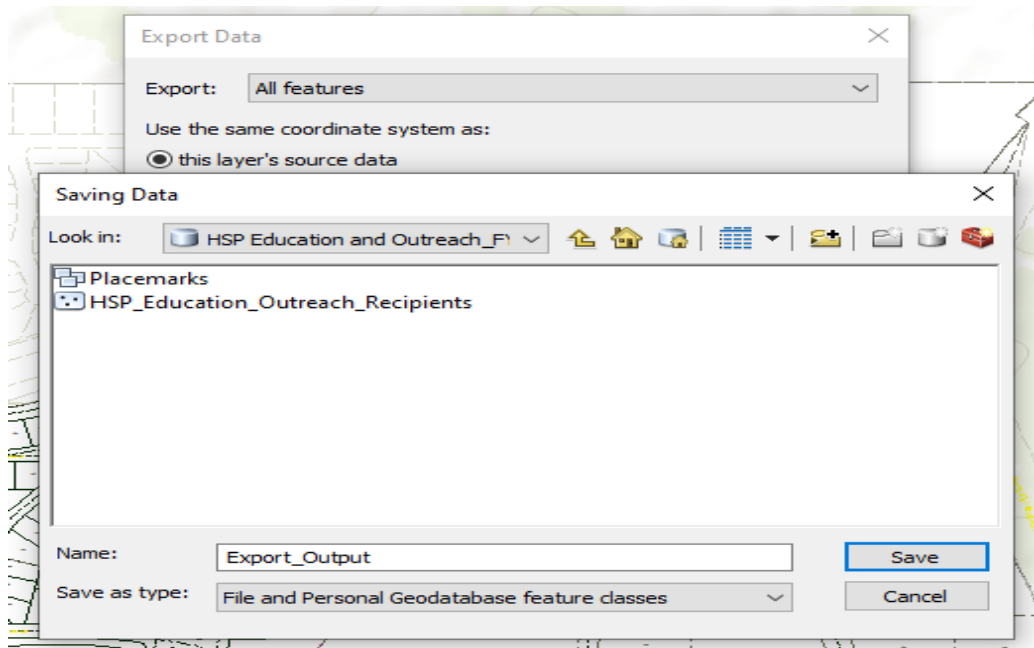 Export Data
Export: All features
Use the same coordinate system as:
this layer's source data
Saving Data
Look in: HSP Education and Outreach_F
Placemarks
HSP_Education_Outreach_Recipients
Name: Export_Output Save
Save as type: File and Personal Geodatabase feature classes Cancel